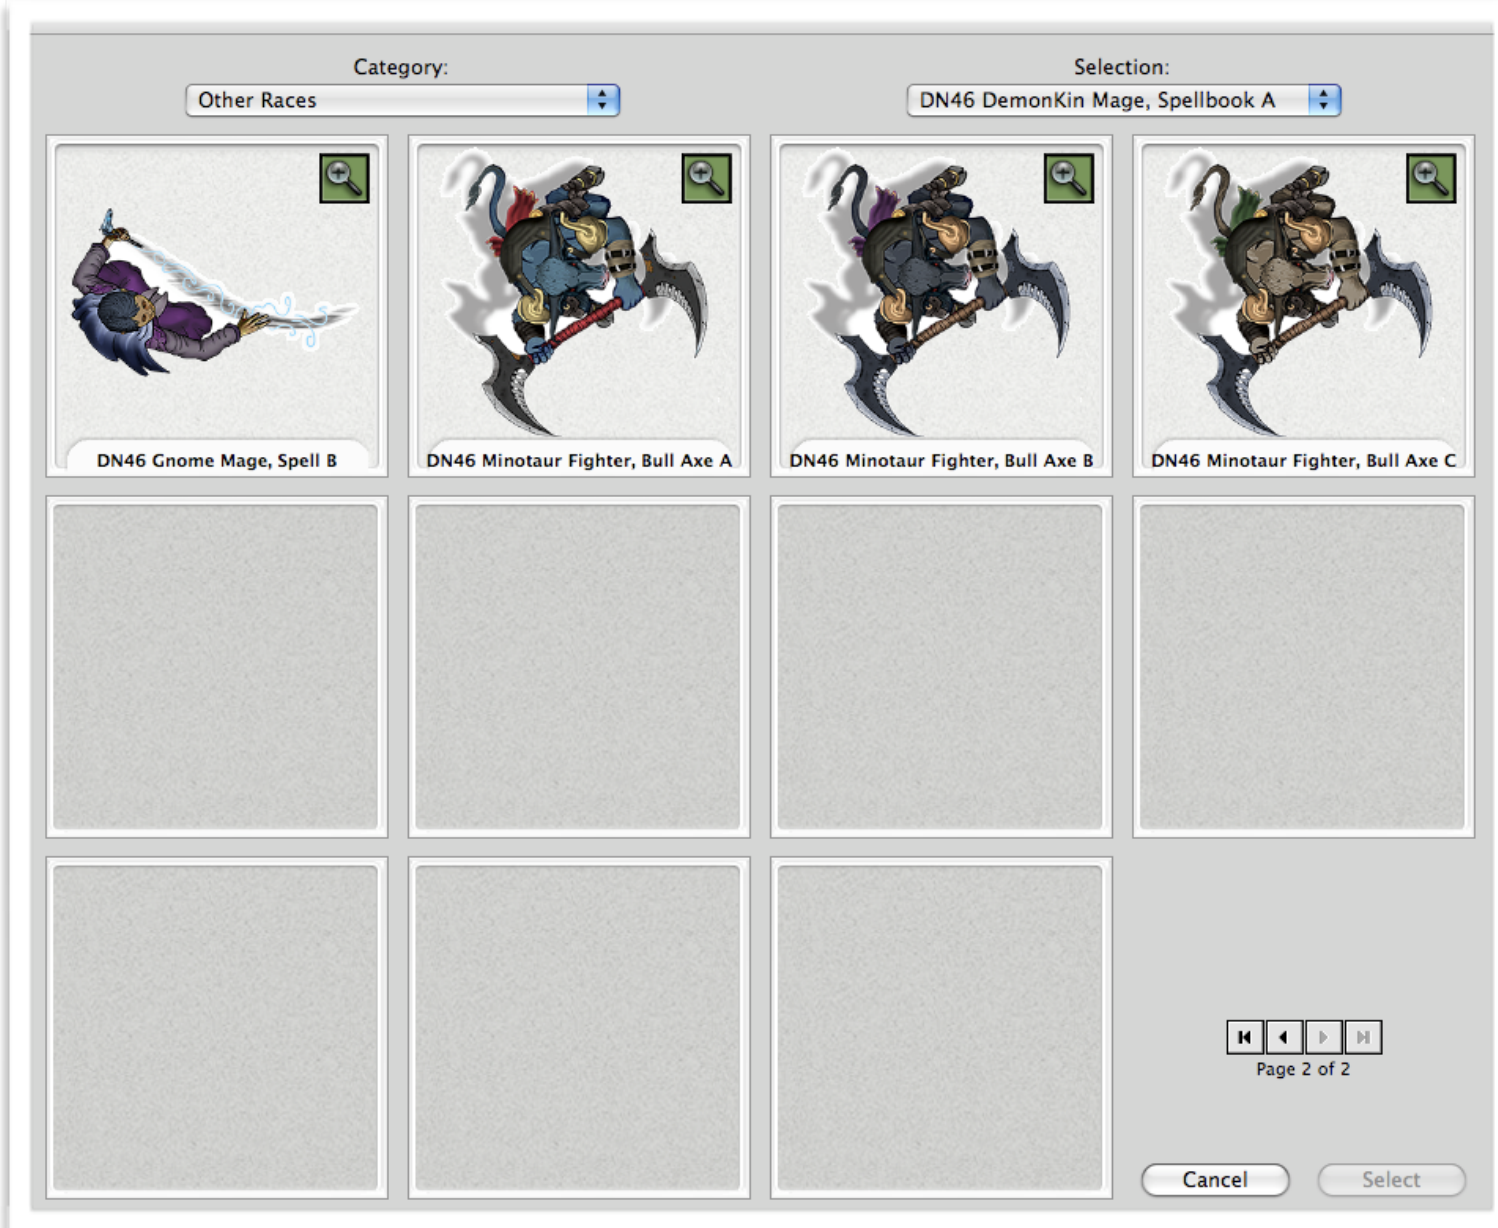 Category:
Selection:
Other Races
DN46 DemonKin Mage, Spellbook A
DN46 Gnome Mage, Spell B
DN46 Minotaur Fighter, Bull Axe A
DN46 Minotaur Fighter, Bull Axe B
DN46 Minotaur Fighter, Bull Axe C
Page 2 of 2
Cancel
Select